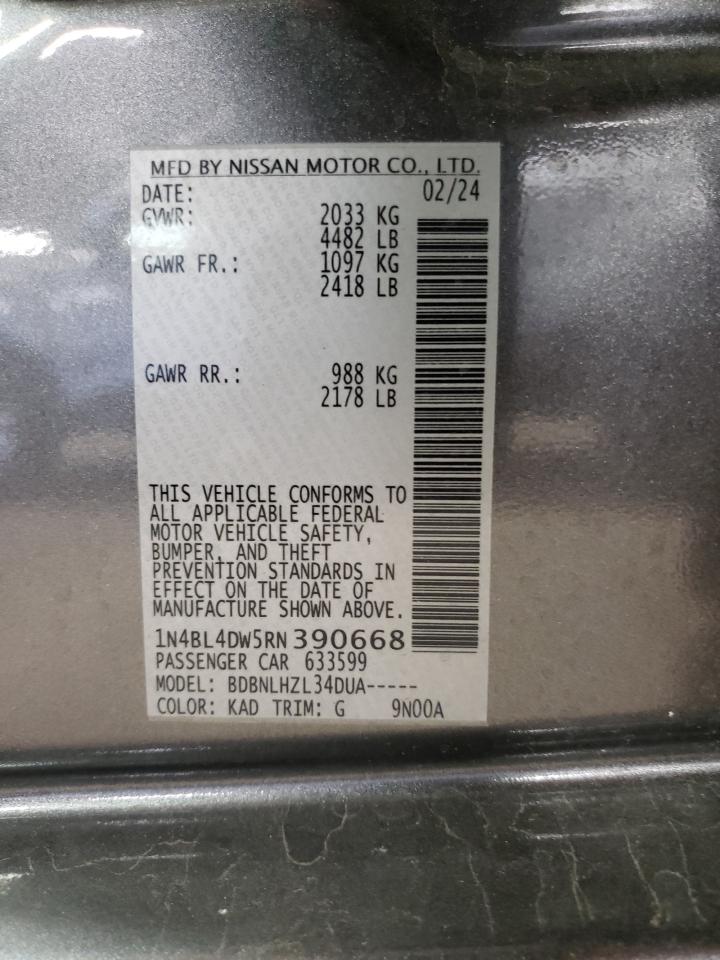 MFD BY NISSAN MOTOR CO., LTD.
DATE: 02/24
GVWR: 2033 KG
4482 LB
GAWR FR.: 1097 KG
2418 LB
GAWR RR.: 988 KG
2178 LB
THIS VEHICLE CONFORMS TO
ALL APPLICABLE FEDERAL
MOTOR VEHICLE SAFETY,
BUMPER, AND THEFT
PREVENTION STANDARDS IN
EFFECT ON THE DATE OF
MANUFACTURE SHOWN ABOVE.
1N4BL4DW5RN390668
PASSENGER CAR 633599
MODEL: BDBNLHZL34DUA-----
COLOR: KAD TRIM: G 9N00A